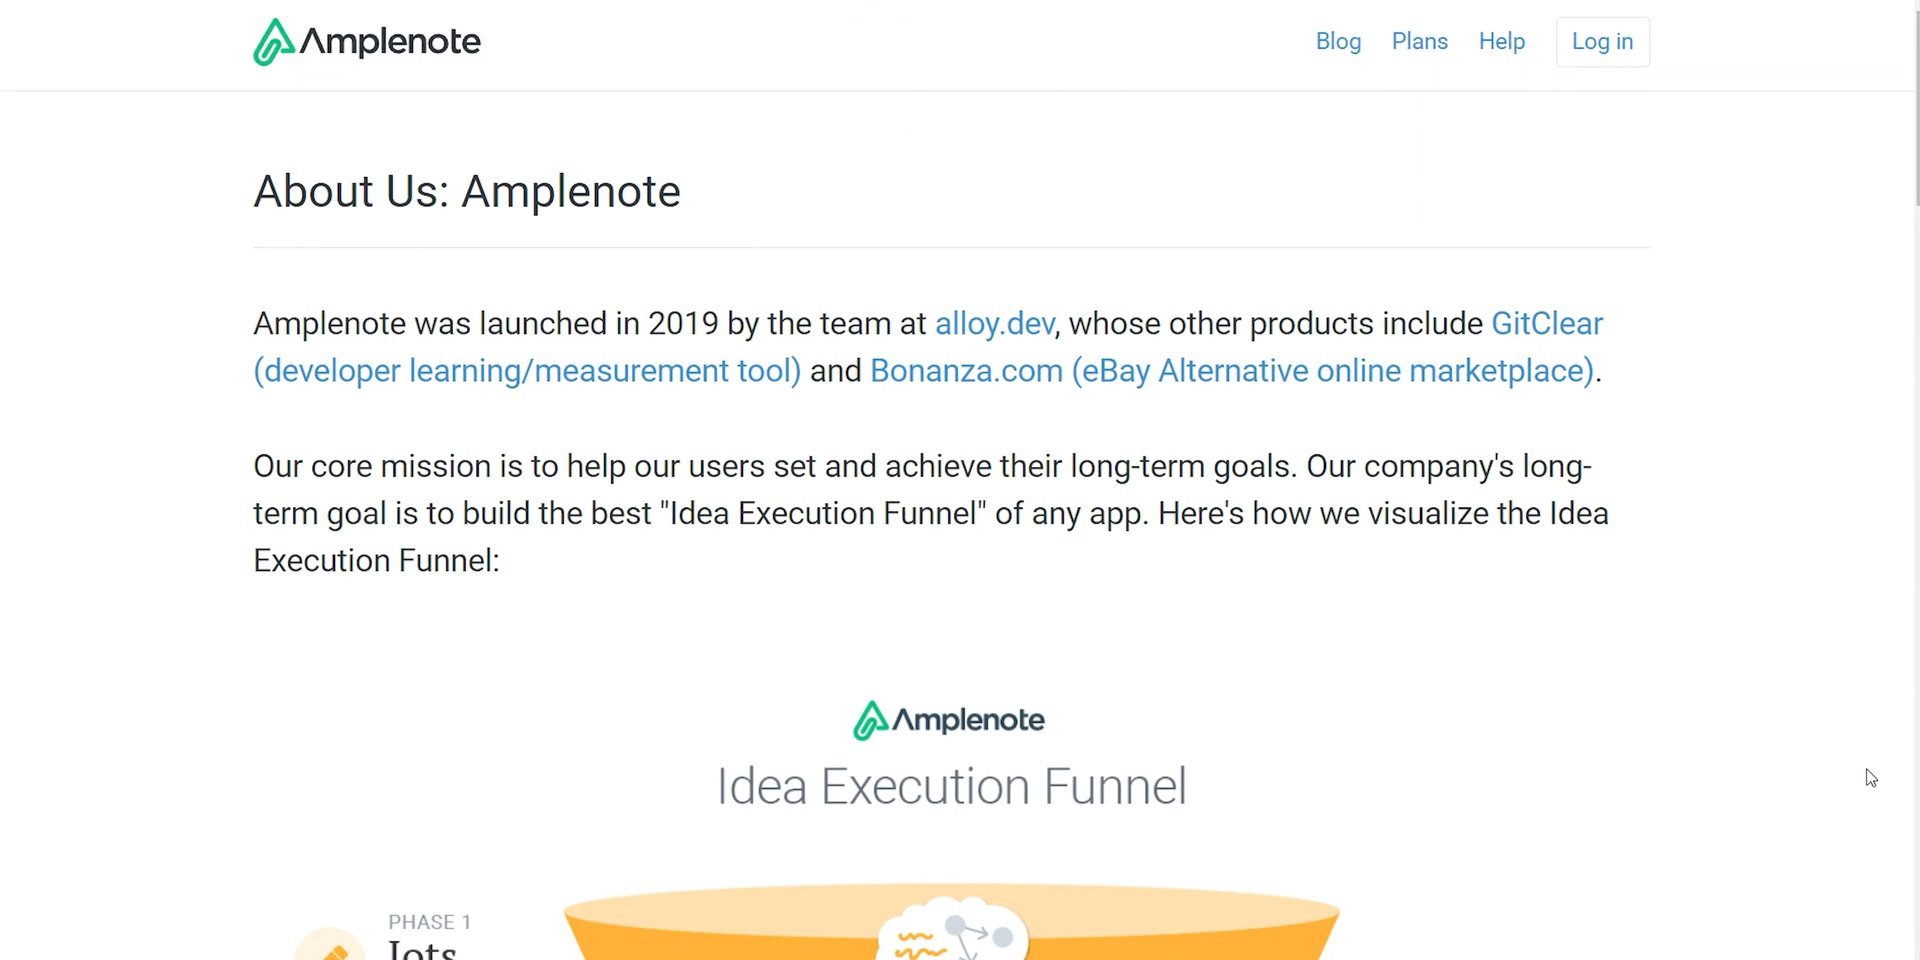 Amplenote
Blog Plans Help Log in
About Us: Amplenote
Amplenote was launched in 2019 by the team at alloy.dev, whose other products include GitClear
(developer learning/measurement tool) and Bonanza.com (eBay Alternative online marketplace).
Our core mission is to help our users set and achieve their long-term goals. Our company's long-
term goal is to build the best "Idea Execution Funnel" of any app. Here's how we visualize the Idea
Execution Funnel:
Amplenote
Idea Execution Funnel
PHASE 1
Jots